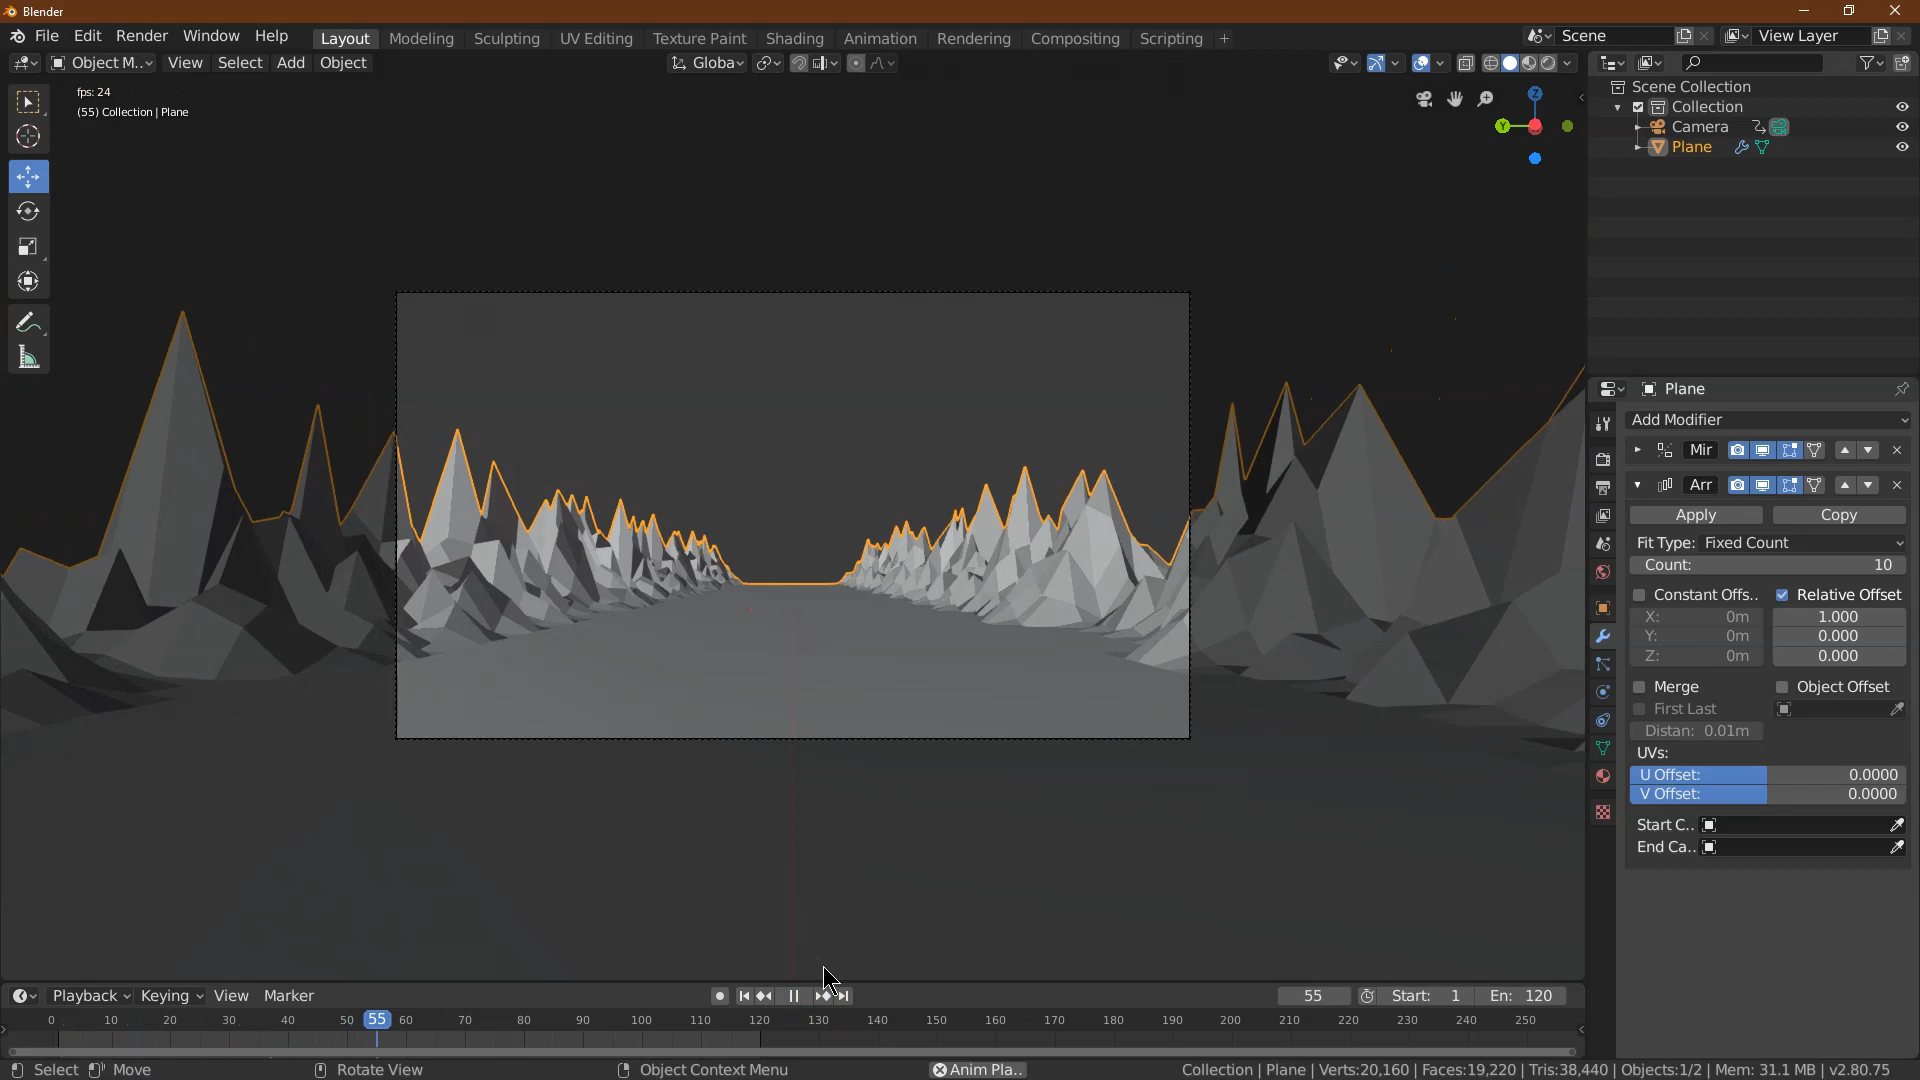 Blender
File Edit Render Window Help
Layout Modeling Sculpting UV Editing Texture Paint Shading Animation Rendering Compositing Scripting +
Scene
View Layer
Object M..
View Select Add Object
Globa
fps: 24
(55) Collection | Plane
Z
Y
Scene Collection
Collection
Camera
Plane
Plane
Add Modifier
Mir
Arr
Apply
Copy
Fit Type: Fixed Count
Count: 10
Constant Offs..
Relative Offset
X: 0m
1.000
Y: 0m
0.000
Z: 0m
0.000
Merge
Object Offset
First Last
Distan: 0.01m
UVs:
U Offset: 0.0000
V Offset: 0.0000
Start C..
End Ca..
Playback Keying View Marker
55
Start: 1
En: 120
0 10 20 30 40 50 55 60 70 80 90 100 110 120 130 140 150 160 170 180 190 200 210 220 230 240 250
Select
Move
Rotate View
Object Context Menu
Anim Pla..
Collection | Plane | Verts:20,160 | Faces:19,220 | Tris:38,440 | Objects:1/2 | Mem: 31.1 MB | v2.80.75